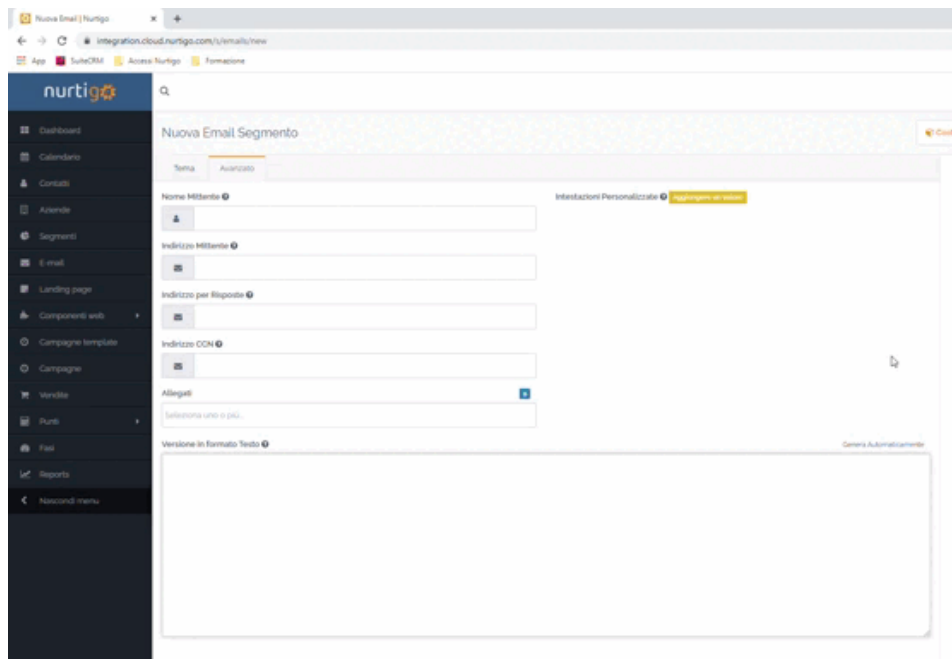 Nuova Email | Nurtigo
integration.cloud.nurtigo.com/s/emails/new
App SuiteCRM Accessi Nurtigo Formazione
nurtigo
Dashboard
Calendario
Contatti
Aziende
Segmenti
E-mail
Landing page
Componenti web
Campagne template
Campagne
Vendite
Punti
Fasi
Reports
Nascondi menu
Nuova Email Segmento
Tema Avanzato
Nome Mittente
Intestazioni Personalizzate Aggiungere un valore
Indirizzo Mittente
Indirizzo per Risposte
Indirizzo CCN
Allegati
Seleziona uno o più...
Versione in formato Testo
Genera Automaticamente